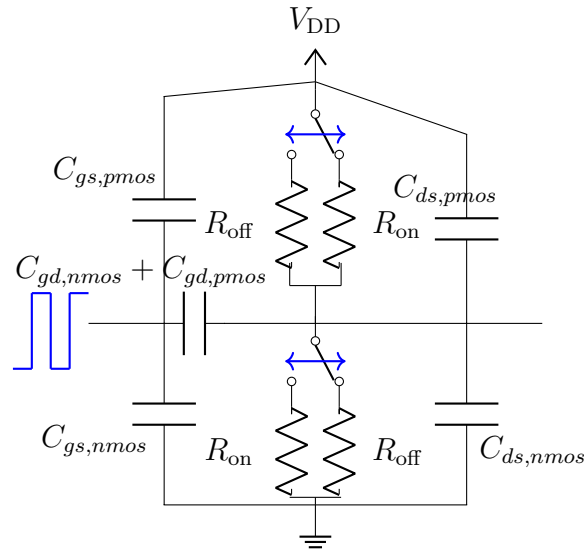 V_DD
C_gs,pmos
C_ds,pmos
R_off
R_on
C_gd,nmos + C_gd,pmos
C_gs,nmos
R_on
R_off
C_ds,nmos